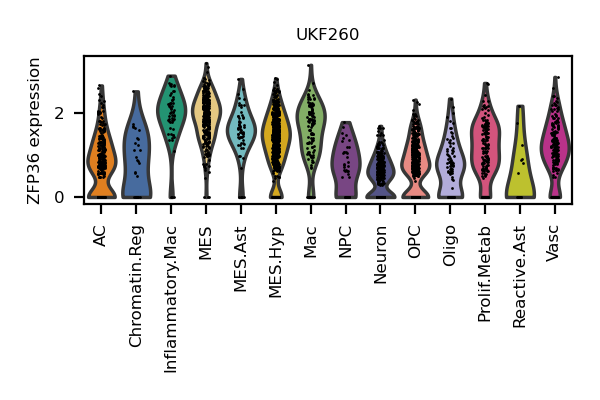 UKF260
ZFP36 expression
2
0
AC
Chromatin.Reg
Inflammatory.Mac
MES
MES.Ast
MES.Hyp
Mac
NPC
Neuron
OPC
Oligo
Prolif.Metab
Reactive.Ast
Vasc